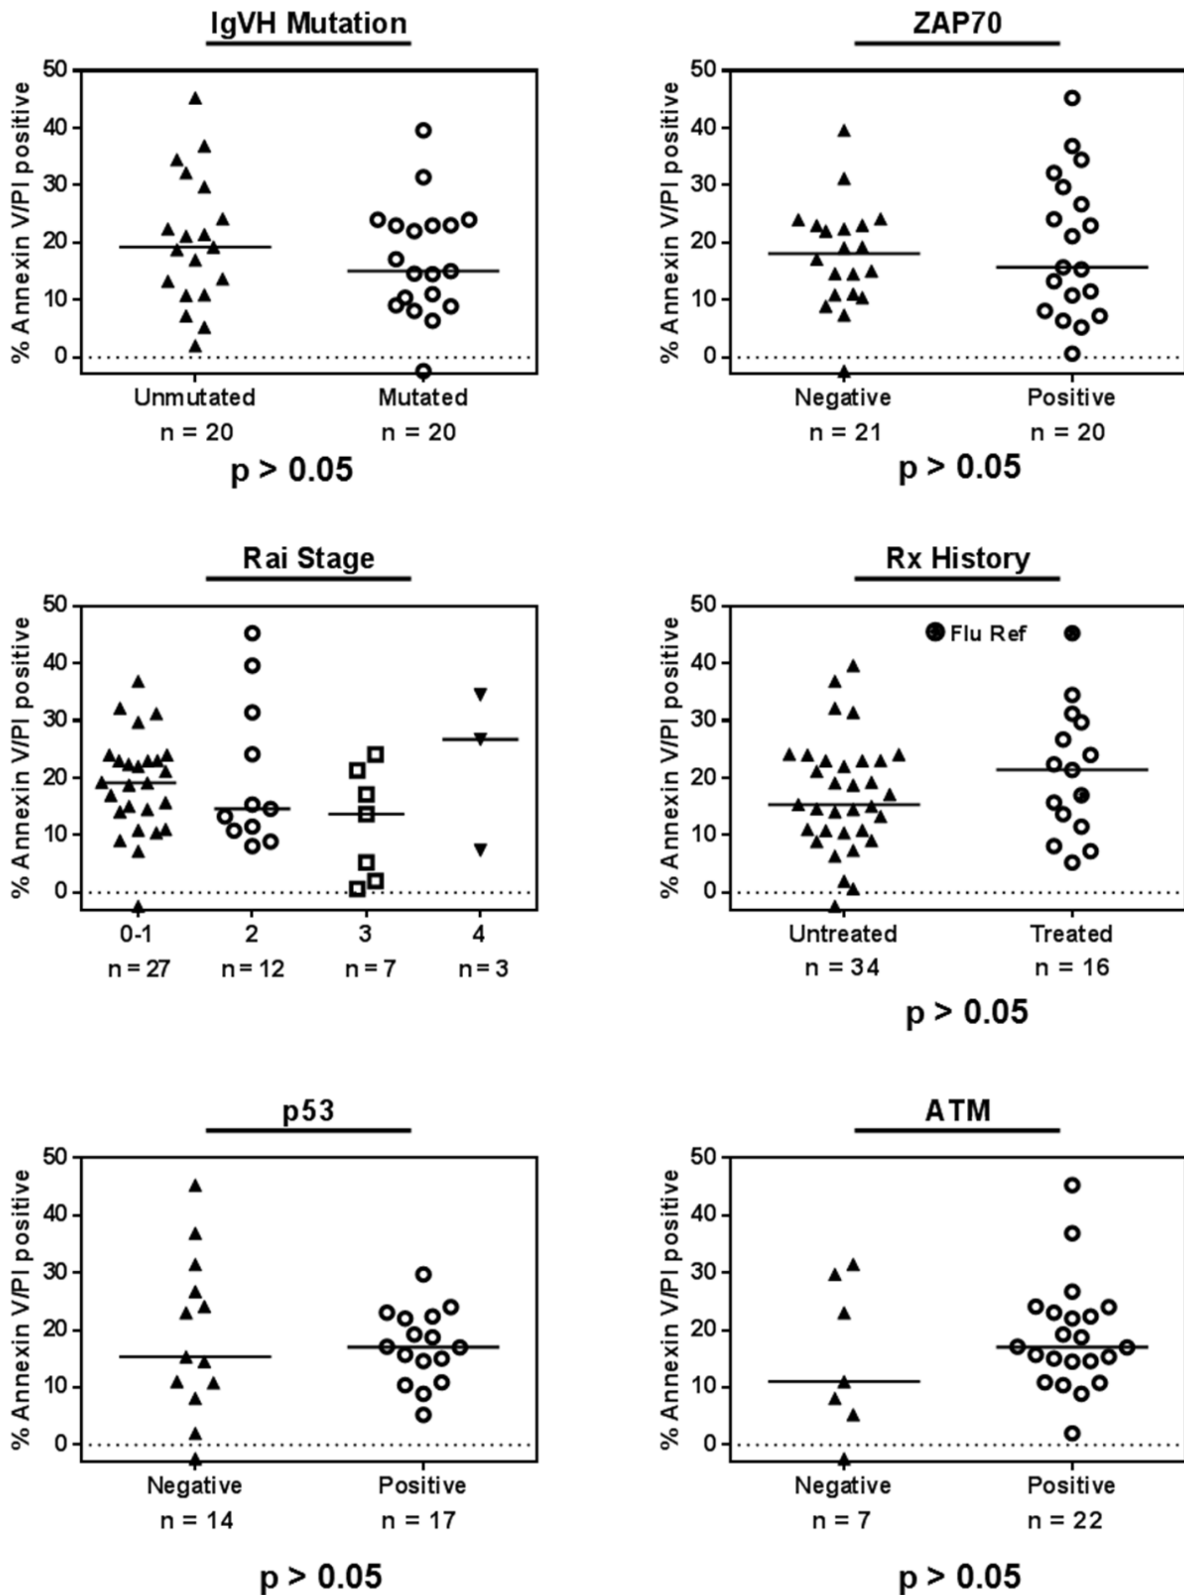 IgVH Mutation
% Annexin V/PI positive
50
40
30
20
10
0
Unmutated Mutated
n = 20 n = 20
p > 0.05
ZAP70
% Annexin V/PI positive
50
40
30
20
10
0
Negative Positive
n = 21 n = 20
p > 0.05
Rai Stage
% Annexin V/PI positive
50
40
30
20
10
0
0-1 2 3 4
n = 27 n = 12 n = 7 n = 3
Rx History
% Annexin V/PI positive
50
40
30
20
10
0
Flu Ref
Untreated Treated
n = 34 n = 16
p > 0.05
p53
% Annexin V/PI positive
50
40
30
20
10
0
Negative Positive
n = 14 n = 17
p > 0.05
ATM
% Annexin V/PI positive
50
40
30
20
10
0
Negative Positive
n = 7 n = 22
p > 0.05